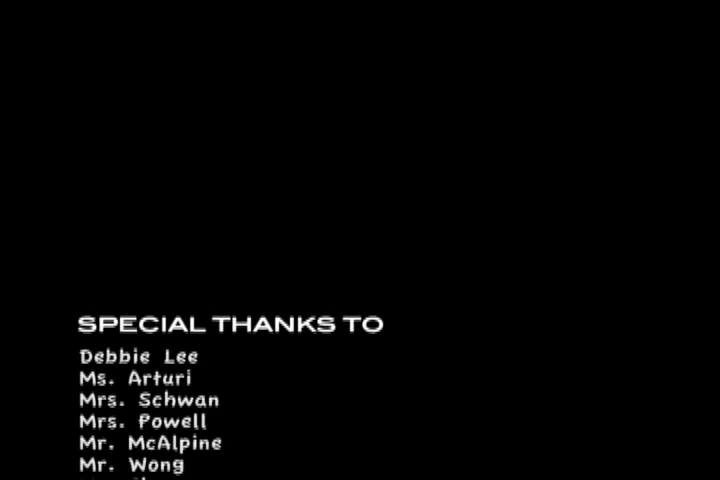 SPECIAL THANKS TO
Debbie Lee
Ms. Arturi
Mrs. Schwan
Mrs. Powell
Mr. McAlpine
Mr. Wong